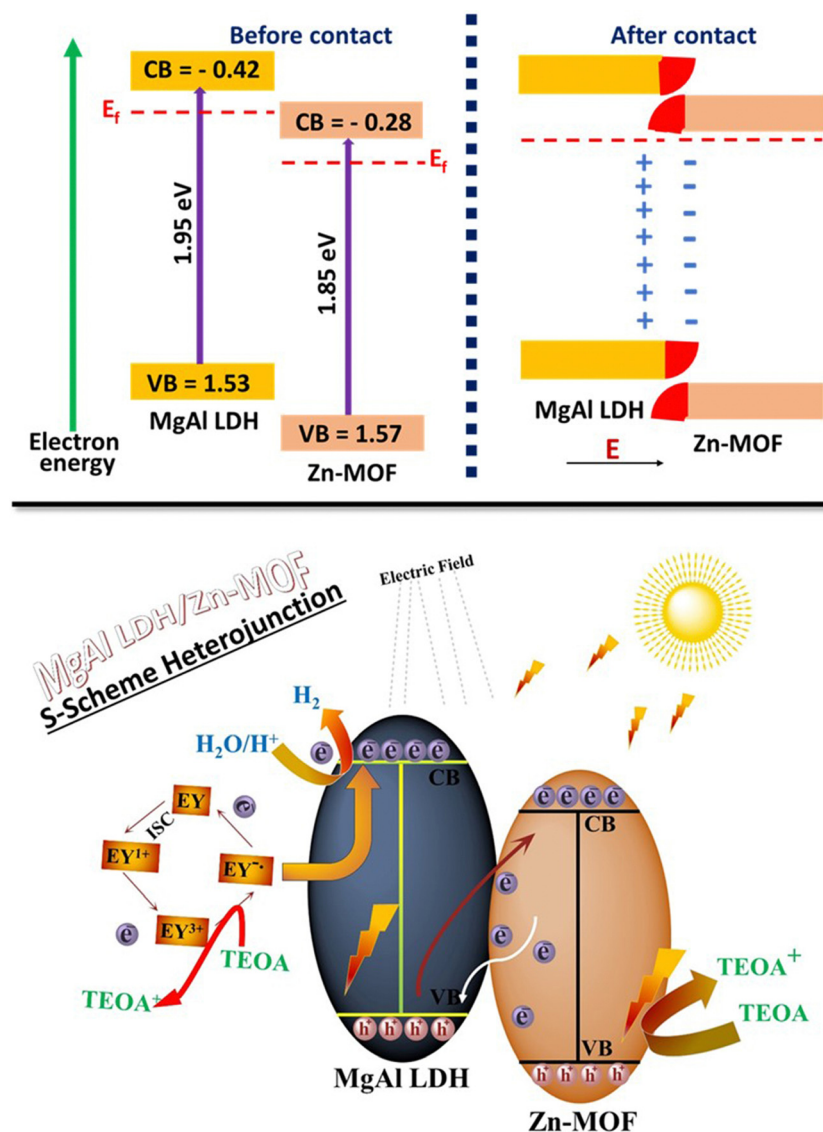 Before contact
After contact
CB = - 0.42
E_f
CB = - 0.28
E_f
1.95 eV
1.85 eV
+ -
+ -
+ -
+ -
+ -
+ -
+ -
VB = 1.53
MgAl LDH
VB = 1.57
Zn-MOF
Electron
energy
MgAl LDH
Zn-MOF
E
MgAl LDH/Zn-MOF
S-Scheme Heterojunction
Electric Field
H₂
H₂O/H⁺
e⁻
e⁻ e⁻ e⁻ e⁻
CB
e⁻ e⁻ e⁻ e⁻
CB
EY
e⁻
ISC
EY¹⁺
EY⁻•
EY³⁺
e⁻
TEOA
TEOA⁺
e⁻
e⁻
e⁻
e⁻
VB
h⁺ h⁺ h⁺ h⁺
MgAl LDH
TEOA⁺
TEOA
VB
h⁺ h⁺ h⁺ h⁺
Zn-MOF